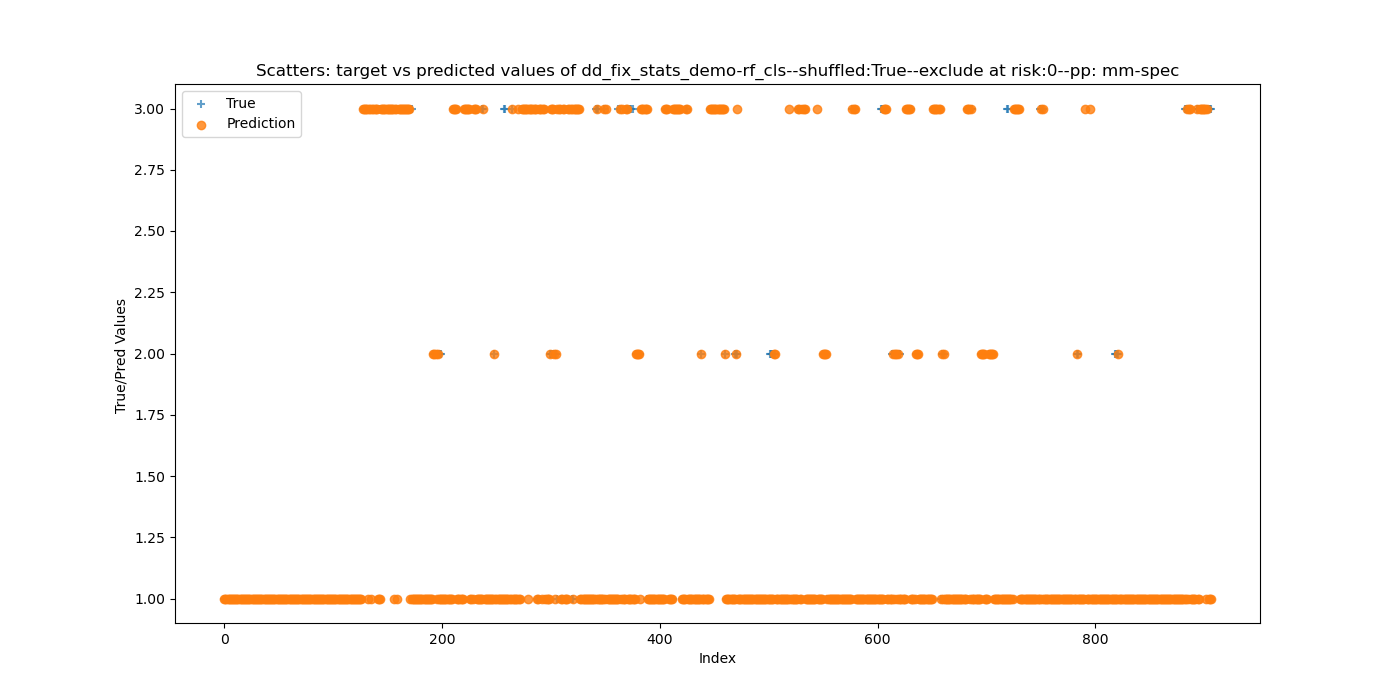 Scatters: target vs predicted values of dd_fix_stats_demo-rf_cls--shuffled:True--exclude at risk:0--pp: mm-spec
True
Prediction
3.00
2.75
2.50
2.25
2.00
1.75
1.50
1.25
1.00
True/Pred Values
0 200 400 600 800
Index